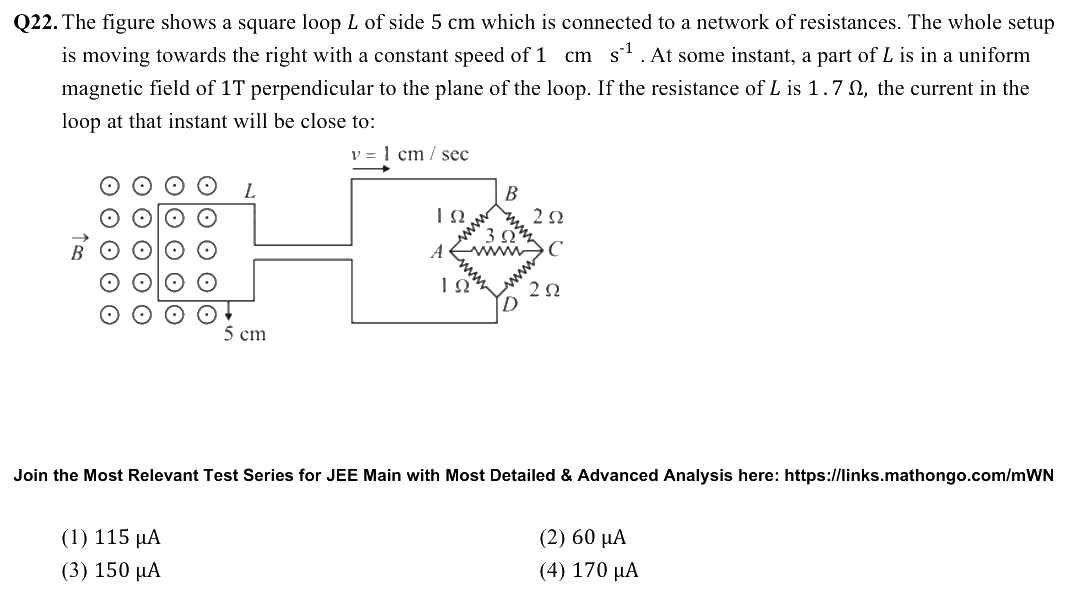 Q22. The figure shows a square loop L of side 5 cm which is connected to a network of resistances. The whole setup
is moving towards the right with a constant speed of 1 cm s⁻¹ . At some instant, a part of L is in a uniform
magnetic field of 1T perpendicular to the plane of the loop. If the resistance of L is 1.7 Ω, the current in the
loop at that instant will be close to:
v = 1 cm / sec
L
B
1 Ω
2 Ω
3 Ω
B⃗
A
C
1 Ω
2 Ω
D
5 cm
Join the Most Relevant Test Series for JEE Main with Most Detailed & Advanced Analysis here: https://links.mathongo.com/mWN
(1) 115 μA
(2) 60 μA
(3) 150 μA
(4) 170 μA